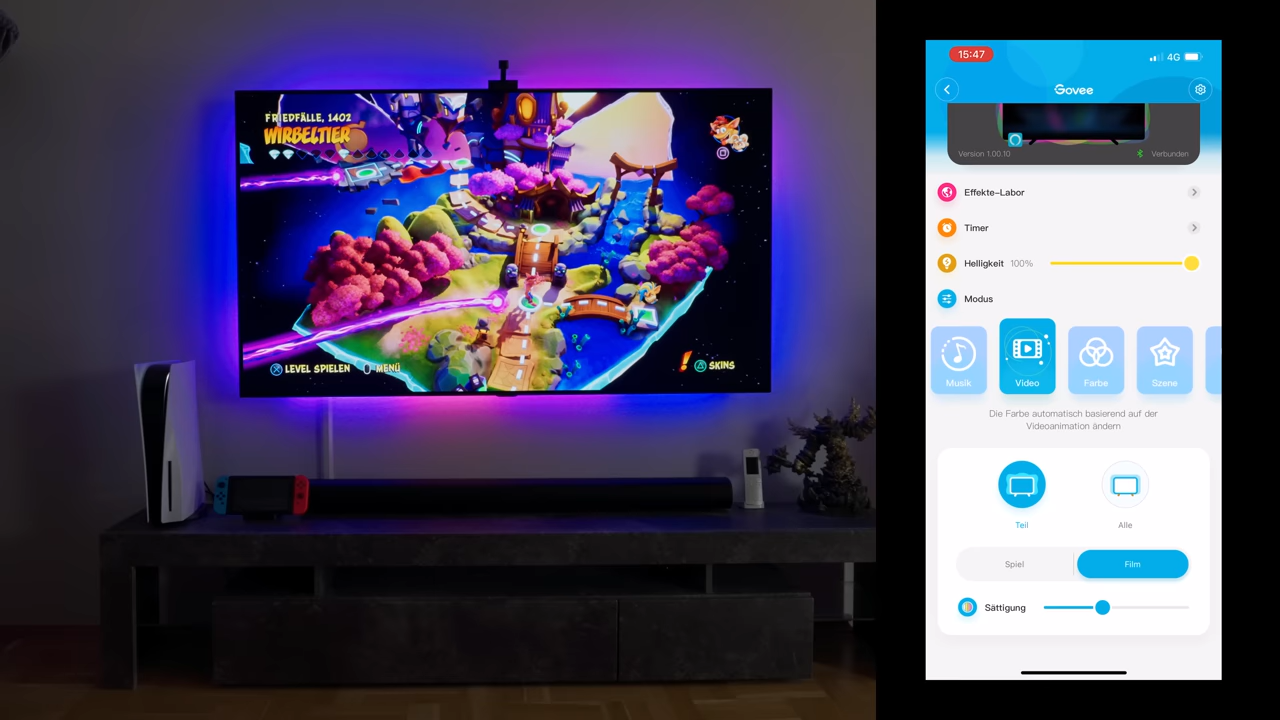 FRIEDFÄLLE, 1402
WIRBELTIER
LEVEL SPIELEN
MENÜ
SKINS
15:47
4G
Govee
Version 1.00.10
Verbunden
Effekte-Labor
Timer
Helligkeit 100%
Modus
Musik
Video
Farbe
Szene
Die Farbe automatisch basierend auf der
Videoanimation ändern
Teil
Alle
Spiel
Film
Sättigung